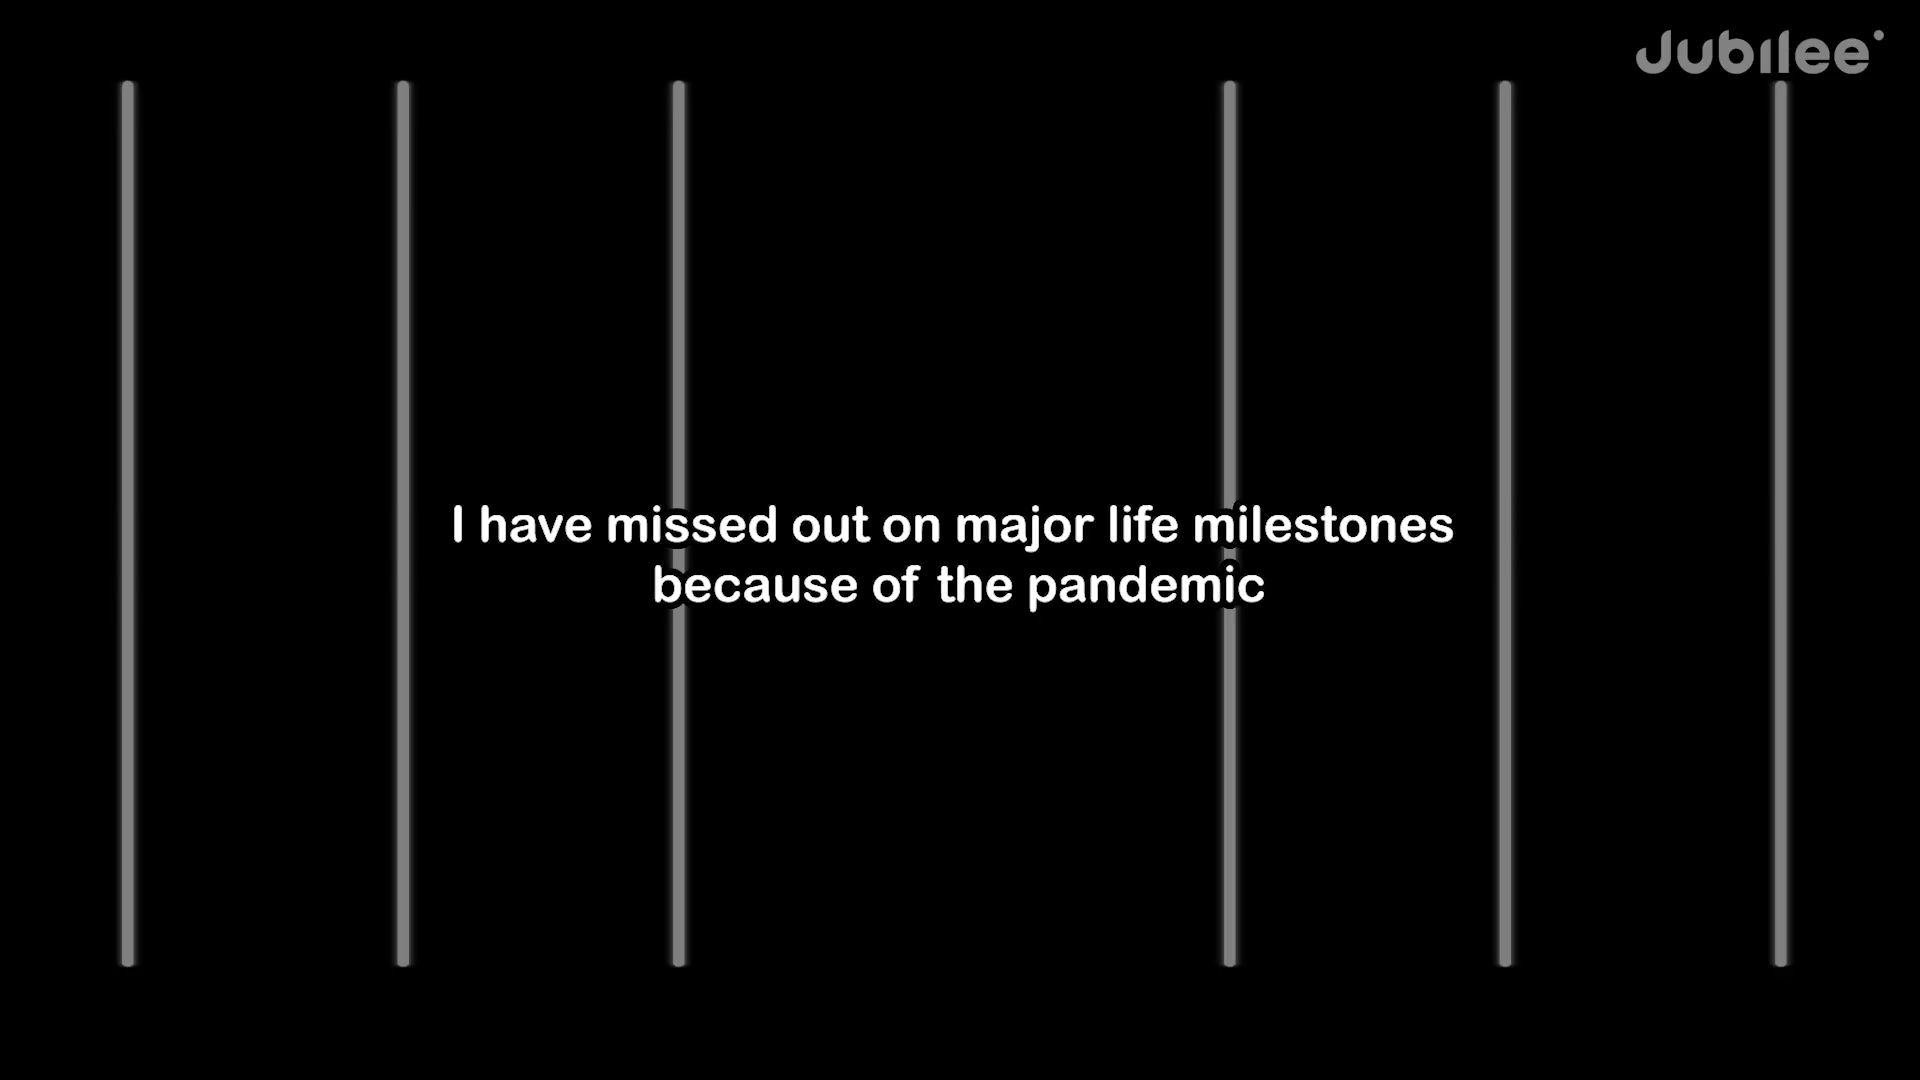 Jubilee
I have missed out on major life milestones
because of the pandemic